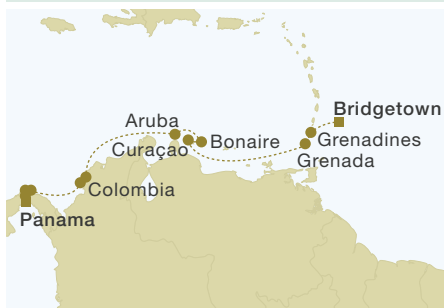 Bridgetown
Aruba
Grenadines
Curaçao
Bonaire
Grenada
Colombia
Panama